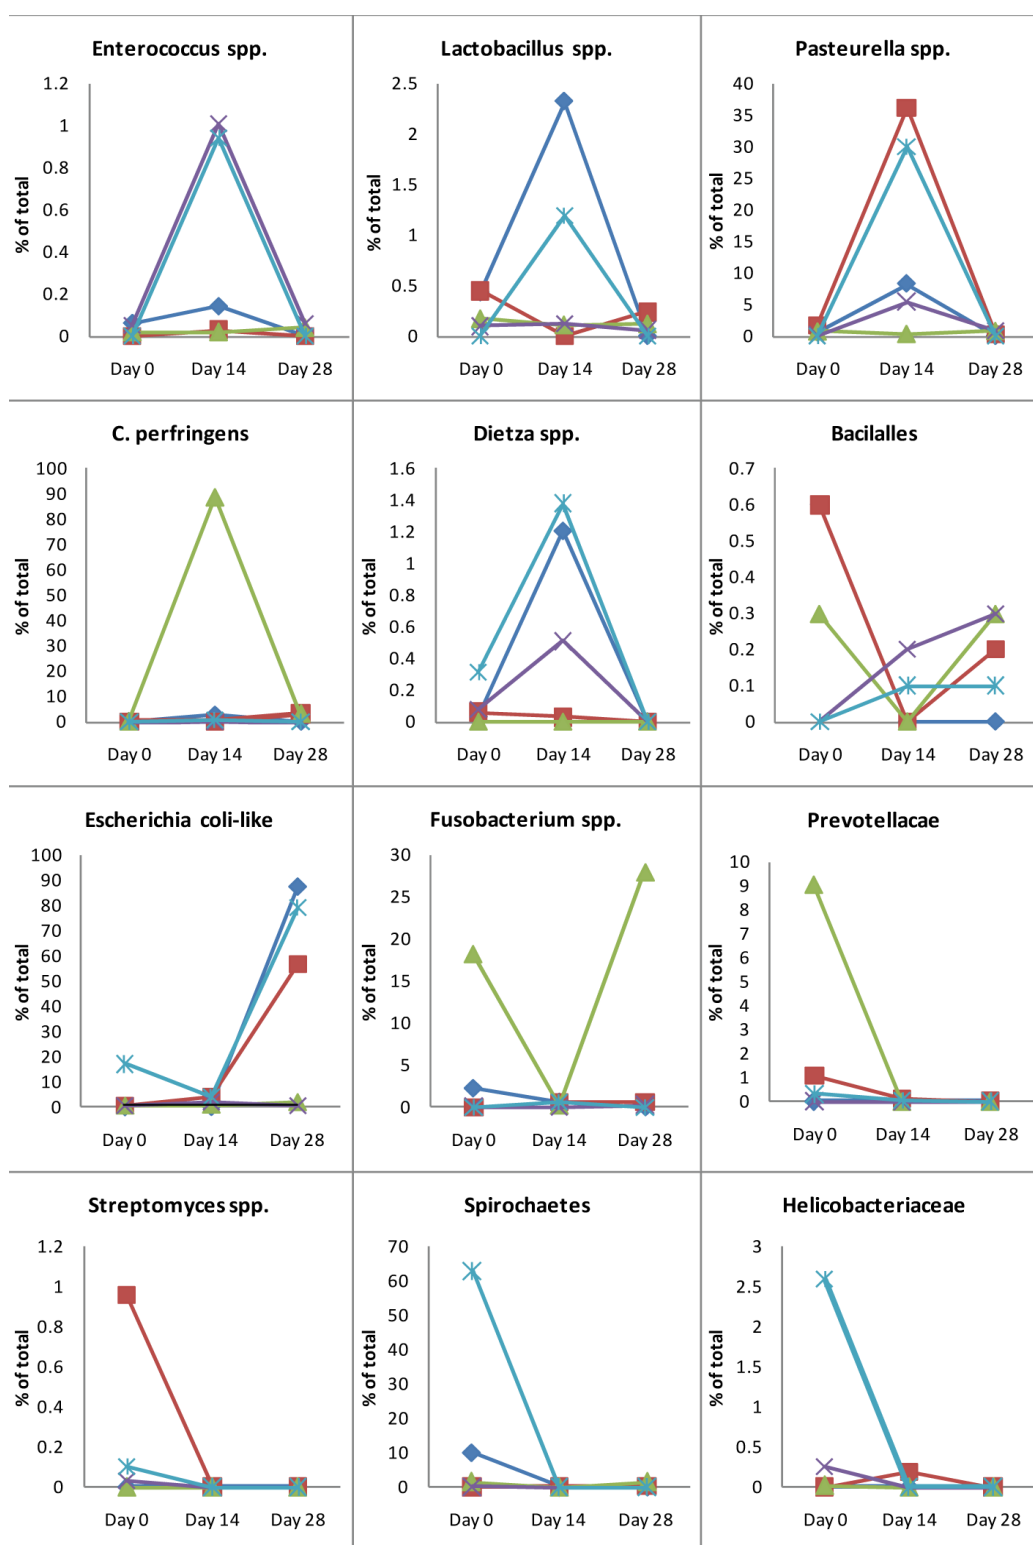 Enterococcus spp.
% of total
1.2
1
0.8
0.6
0.4
0.2
0
Day 0 Day 14 Day 28
Lactobacillus spp.
% of total
2.5
2
1.5
1
0.5
0
Day 0 Day 14 Day 28
Pasteurella spp.
% of total
40
35
30
25
20
15
10
5
0
Day 0 Day 14 Day 28
C. perfringens
% of total
100
90
80
70
60
50
40
30
20
10
0
Day 0 Day 14 Day 28
Dietza spp.
% of total
1.6
1.4
1.2
1
0.8
0.6
0.4
0.2
0
Day 0 Day 14 Day 28
Bacilalles
% of total
0.7
0.6
0.5
0.4
0.3
0.2
0.1
0
Day 0 Day 14 Day 28
Escherichia coli-like
% of total
100
90
80
70
60
50
40
30
20
10
0
Day 0 Day 14 Day 28
Fusobacterium spp.
% of total
30
25
20
15
10
5
0
Day 0 Day 14 Day 28
Prevotellacae
% of total
10
9
8
7
6
5
4
3
2
1
0
Day 0 Day 14 Day 28
Streptomyces spp.
% of total
1.2
1
0.8
0.6
0.4
0.2
0
Day 0 Day 14 Day 28
Spirochaetes
% of total
70
60
50
40
30
20
10
0
Day 0 Day 14 Day 28
Helicobacteriaceae
% of total
3
2.5
2
1.5
1
0.5
0
Day 0 Day 14 Day 28